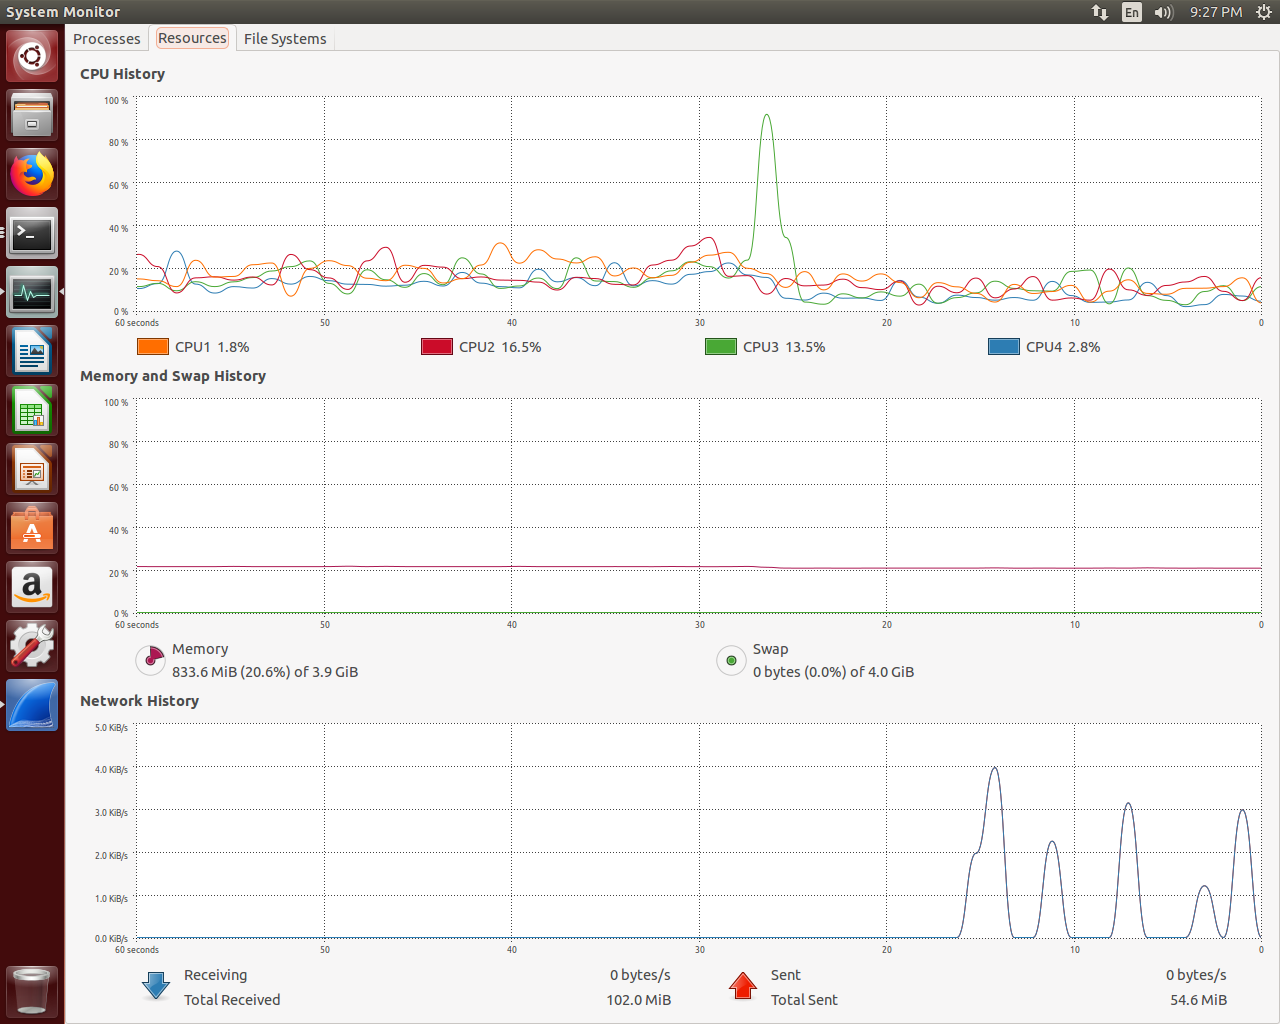 System Monitor
En
9:27 PM
Processes
Resources
File Systems
CPU History
100 %
80 %
60 %
40 %
20 %
0 %
60 seconds
50
40
30
20
10
0
CPU1 1.8%
CPU2 16.5%
CPU3 13.5%
CPU4 2.8%
Memory and Swap History
100 %
80 %
60 %
40 %
20 %
0 %
60 seconds
50
40
30
20
10
0
Memory
833.6 MiB (20.6%) of 3.9 GiB
Swap
0 bytes (0.0%) of 4.0 GiB
Network History
5.0 KiB/s
4.0 KiB/s
3.0 KiB/s
2.0 KiB/s
1.0 KiB/s
0.0 KiB/s
60 seconds
50
40
30
20
10
0
Receiving 0 bytes/s
Total Received 102.0 MiB
Sent 0 bytes/s
Total Sent 54.6 MiB